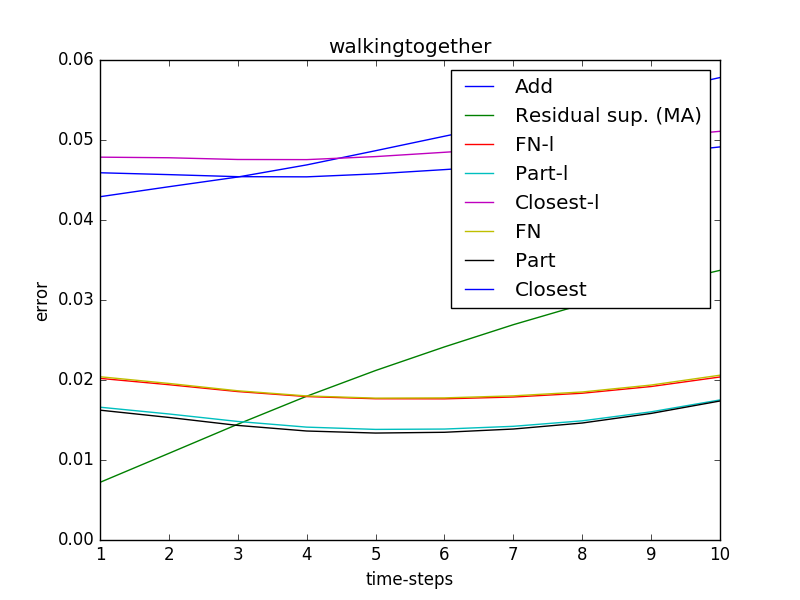 walkingtogether
0.06
0.05
0.04
0.03
0.02
0.01
0.00
error
Add
Residual sup. (MA)
FN-l
Part-l
Closest-l
FN
Part
Closest
1 2 3 4 5 6 7 8 9 10
time-steps